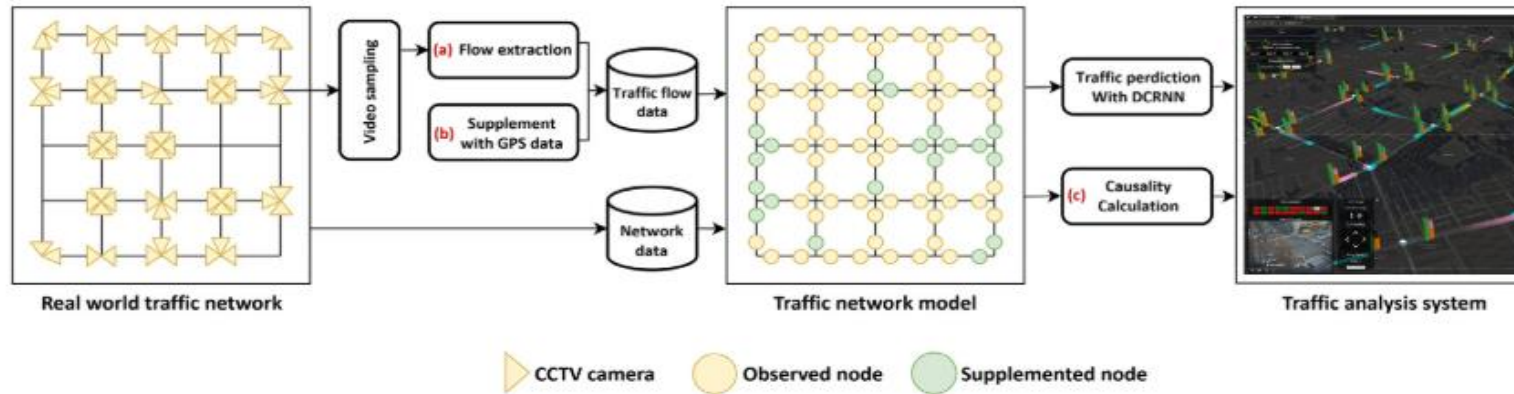 Video sampling
(a) Flow extraction
(b) Supplement
with GPS data
Traffic flow
data
Network
data
Traffic perdiction
With DCRNN
(c) Causality
Calculation
Real world traffic network
Traffic network model
Traffic analysis system
CCTV camera
Observed node
Supplemented node